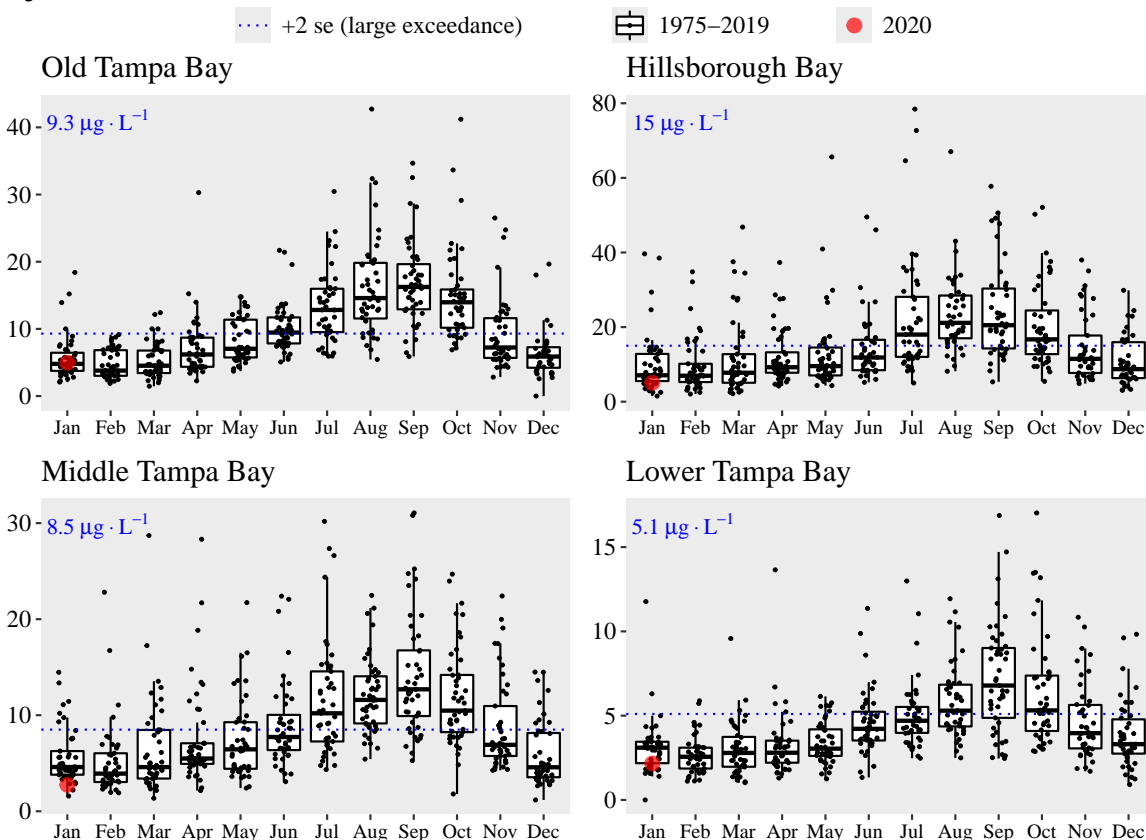 +2 se (large exceedance) 1975–2019 2020
Old Tampa Bay
9.3 μg · L⁻¹
40
30
20
10
0
Jan Feb Mar Apr May Jun Jul Aug Sep Oct Nov Dec
Hillsborough Bay
15 μg · L⁻¹
80
60
40
20
0
Jan Feb Mar Apr May Jun Jul Aug Sep Oct Nov Dec
Middle Tampa Bay
8.5 μg · L⁻¹
30
20
10
0
Jan Feb Mar Apr May Jun Jul Aug Sep Oct Nov Dec
Lower Tampa Bay
5.1 μg · L⁻¹
15
10
5
0
Jan Feb Mar Apr May Jun Jul Aug Sep Oct Nov Dec